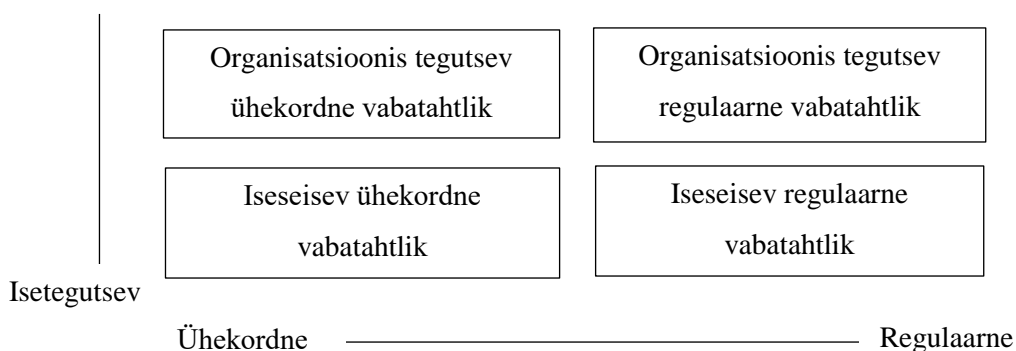 Organisatsioonis tegutsev
ühekordne vabatahtlik
Organisatsioonis tegutsev
regulaarne vabatahtlik
Iseseisev ühekordne
vabatahtlik
Iseseisev regulaarne
vabatahtlik
Isetegutsev
Ühekordne
Regulaarne